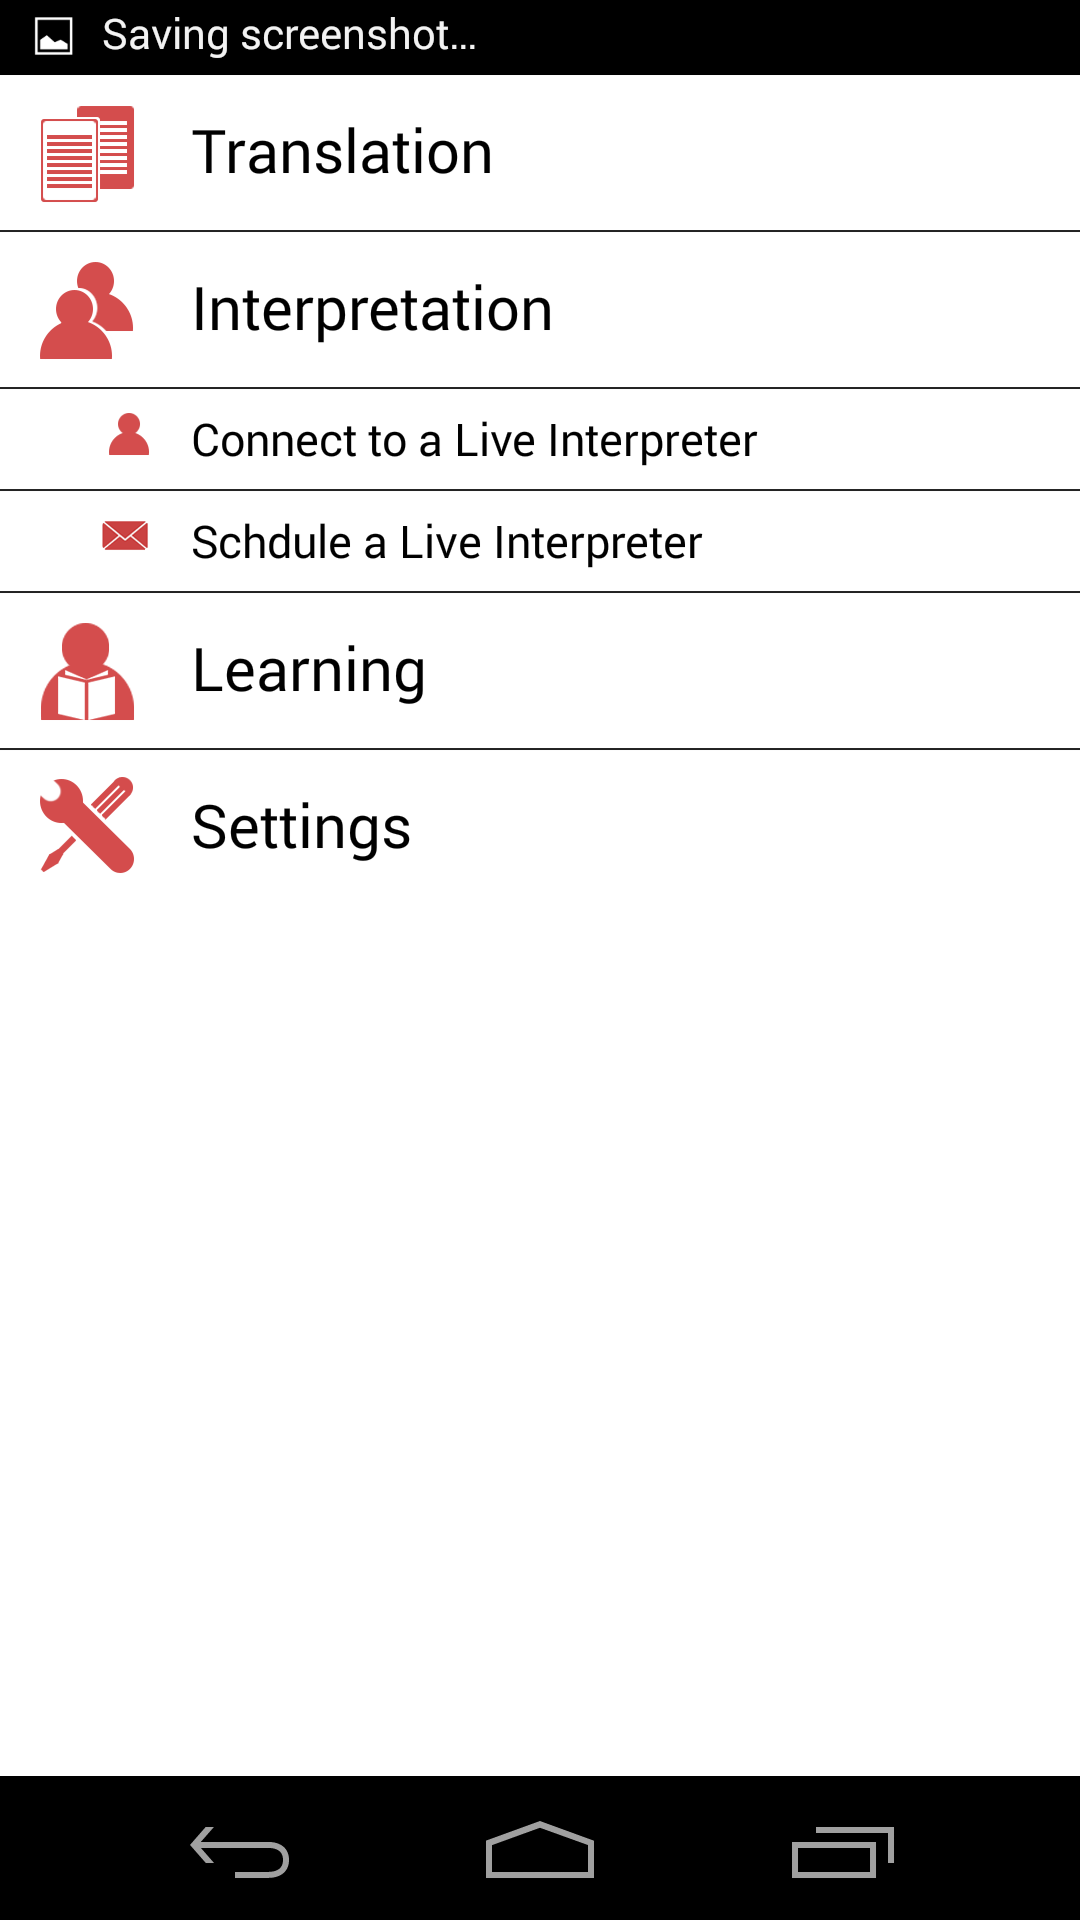 Saving screenshot...
Translation
Interpretation
Connect to a Live Interpreter
Schdule a Live Interpreter
Learning
Settings